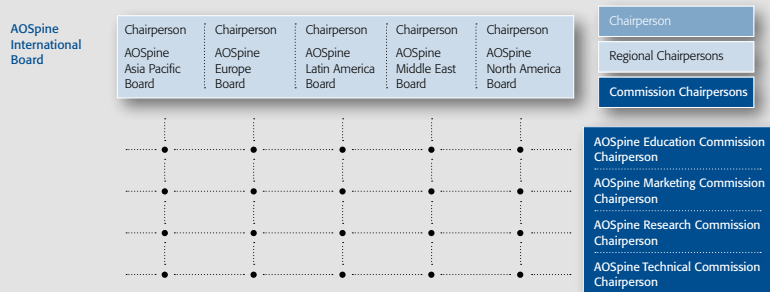 AOSpine
International
Board
Chairperson
AOSpine
Asia Pacific
Board
Chairperson
AOSpine
Europe
Board
Chairperson
AOSpine
Latin America
Board
Chairperson
AOSpine
Middle East
Board
Chairperson
AOSpine
North America
Board
Chairperson
Regional Chairpersons
Commission Chairpersons
AOSpine Education Commission
Chairperson
AOSpine Marketing Commission
Chairperson
AOSpine Research Commission
Chairperson
AOSpine Technical Commission
Chairperson